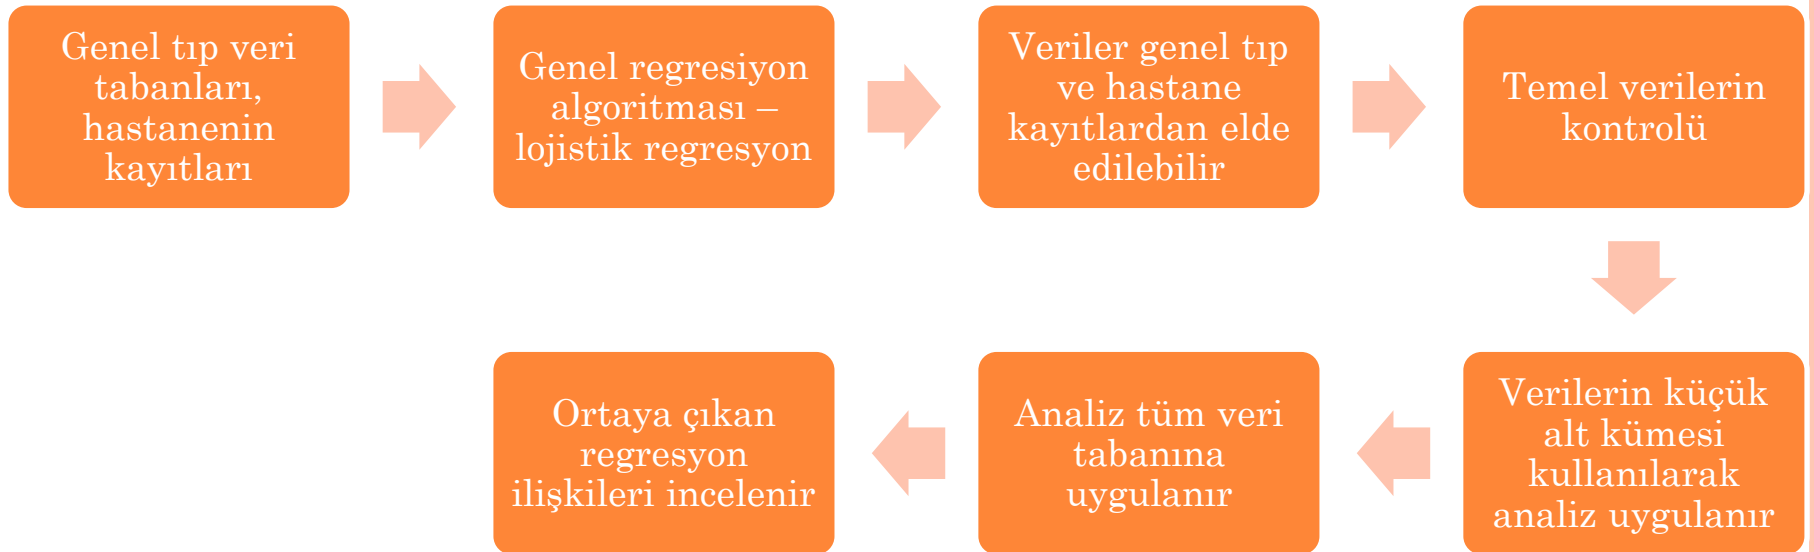 Genel tıp veri
tabanları,
hastanenin
kayıtları
Genel regresiyon
algoritması –
lojistik regresyon
Veriler genel tıp
ve hastane
kayıtlardan elde
edilebilir
Temel verilerin
kontrolü
Verilerin küçük
alt kümesi
kullanılarak
analiz uygulanır
Analiz tüm veri
tabanına
uygulanır
Ortaya çıkan
regresyon
ilişkileri incelenir